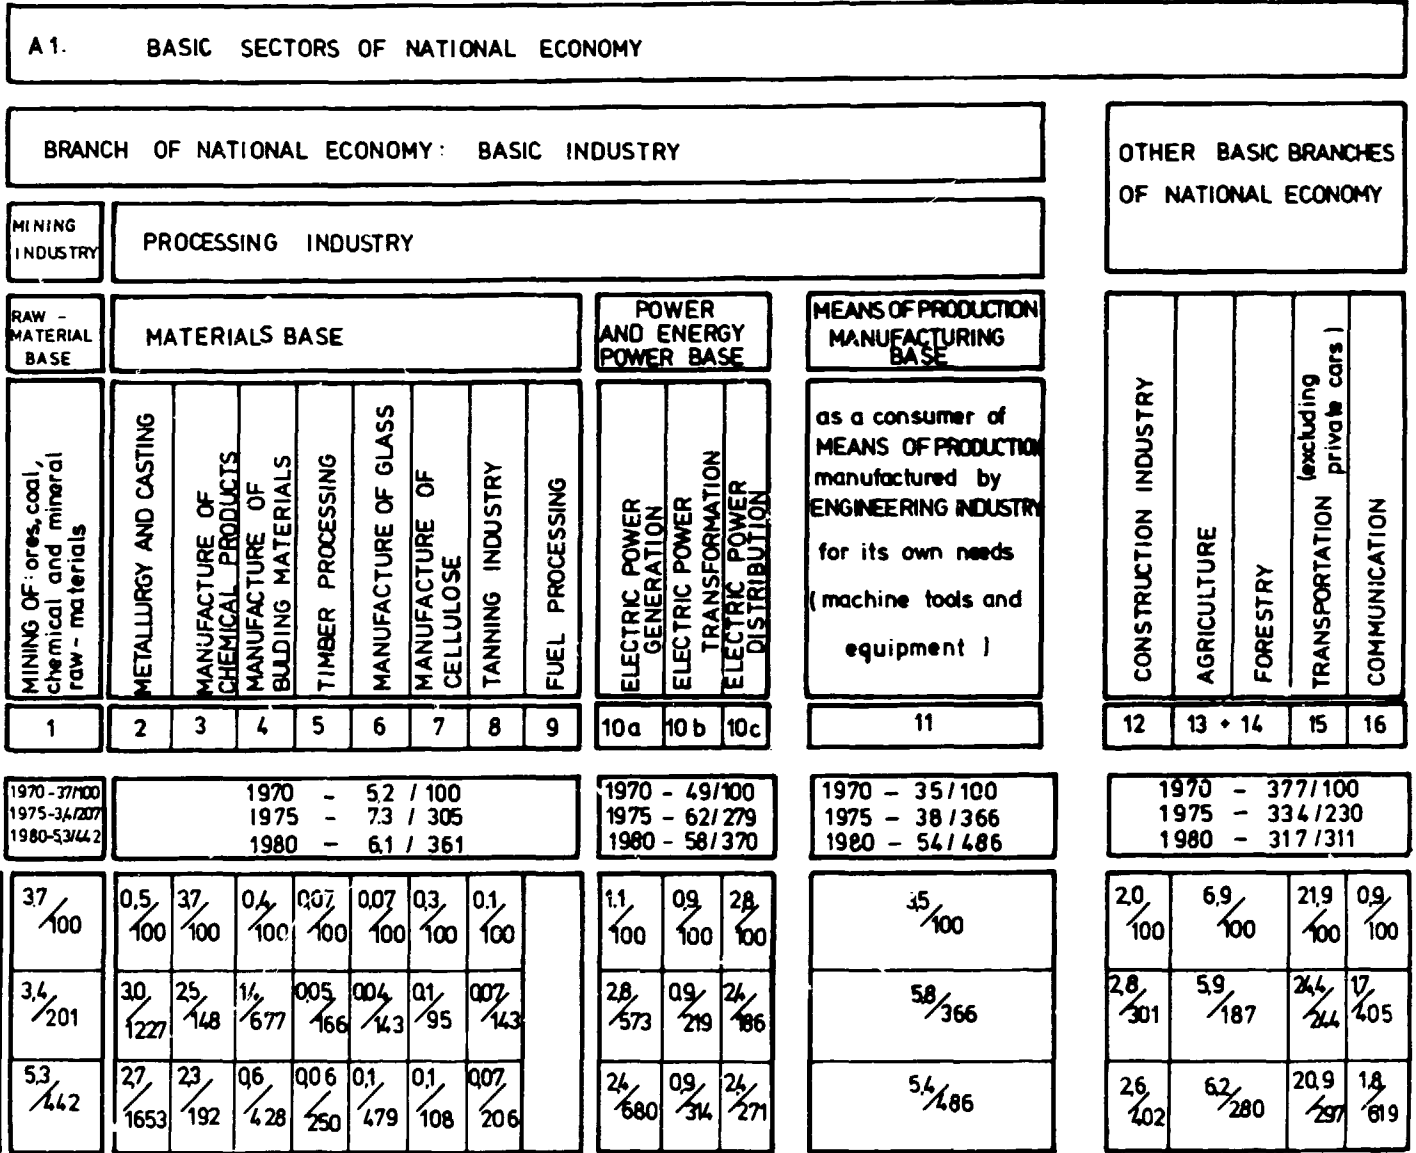 A1. BASIC SECTORS OF NATIONAL ECONOMY
BRANCH OF NATIONAL ECONOMY: BASIC INDUSTRY
OTHER BASIC BRANCHES
OF NATIONAL ECONOMY
MINING
INDUSTRY
PROCESSING INDUSTRY
RAW -
MATERIAL
BASE
MATERIALS BASE
POWER
AND ENERGY
POWER BASE
MEANS OF PRODUCTION
MANUFACTURING
BASE
MINING OF: ores, coal,
chemical and mineral
raw-materials
METALLURGY AND CASTING
MANUFACTURE OF
CHEMICAL PRODUCTS
MANUFACTURE OF
BULDING MATERIALS
TIMBER PROCESSING
MANUFACTURE OF GLASS
MANUFACTURE OF
CELLULOSE
TANNING INDUSTRY
FUEL PROCESSING
ELECTRIC POWER
GENERATION
ELECTRIC POWER
TRANSFORMATION
ELECTRIC POWER
DISTRIBUTION
as a consumer of
MEANS OF PRODUCTION
manufactured by
ENGINEERING INDUSTRY
for its own needs
(machine tools and
equipment )
CONSTRUCTION INDUSTRY
AGRICULTURE
FORESTRY
TRANSPORTATION (excluding
private cars)
COMMUNICATION
1 2 3 4 5 6 7 8 9 10a 10b 10c 11 12 13 + 14 15 16
1970-37/100
1975-3,4/207
1980-5,3/442
1970 - 5,2 / 100
1975 - 7,3 / 305
1980 - 6,1 / 361
1970 - 49/100
1975 - 62/279
1980 - 58/370
1970 - 35/100
1975 - 38/366
1980 - 54/486
1970 - 377/100
1975 - 334/230
1980 - 317/311
3,7/100 0,5/100 3,7/100 0,4/100 0,07/100 0,07/100 0,3/100 0,1/100 1,1/100 0,9/100 2,8/100 3,5/100 2,0/100 6,9/100 21,9/100 0,9/100
3,4/201 3,0/1227 2,5/148 1,4/677 0,05/166 0,04/143 0,1/95 0,07/143 2,8/573 0,9/219 2,4/186 5,8/366 2,8/301 5,9/187 24,4/244 1,7/405
5,3/442 2,7/1653 2,3/192 0,6/428 0,06/250 0,1/479 0,1/108 0,07/206 2,4/680 0,9/314 2,4/271 5,4/486 2,6/402 6,2/280 20,9/297 1,8/619